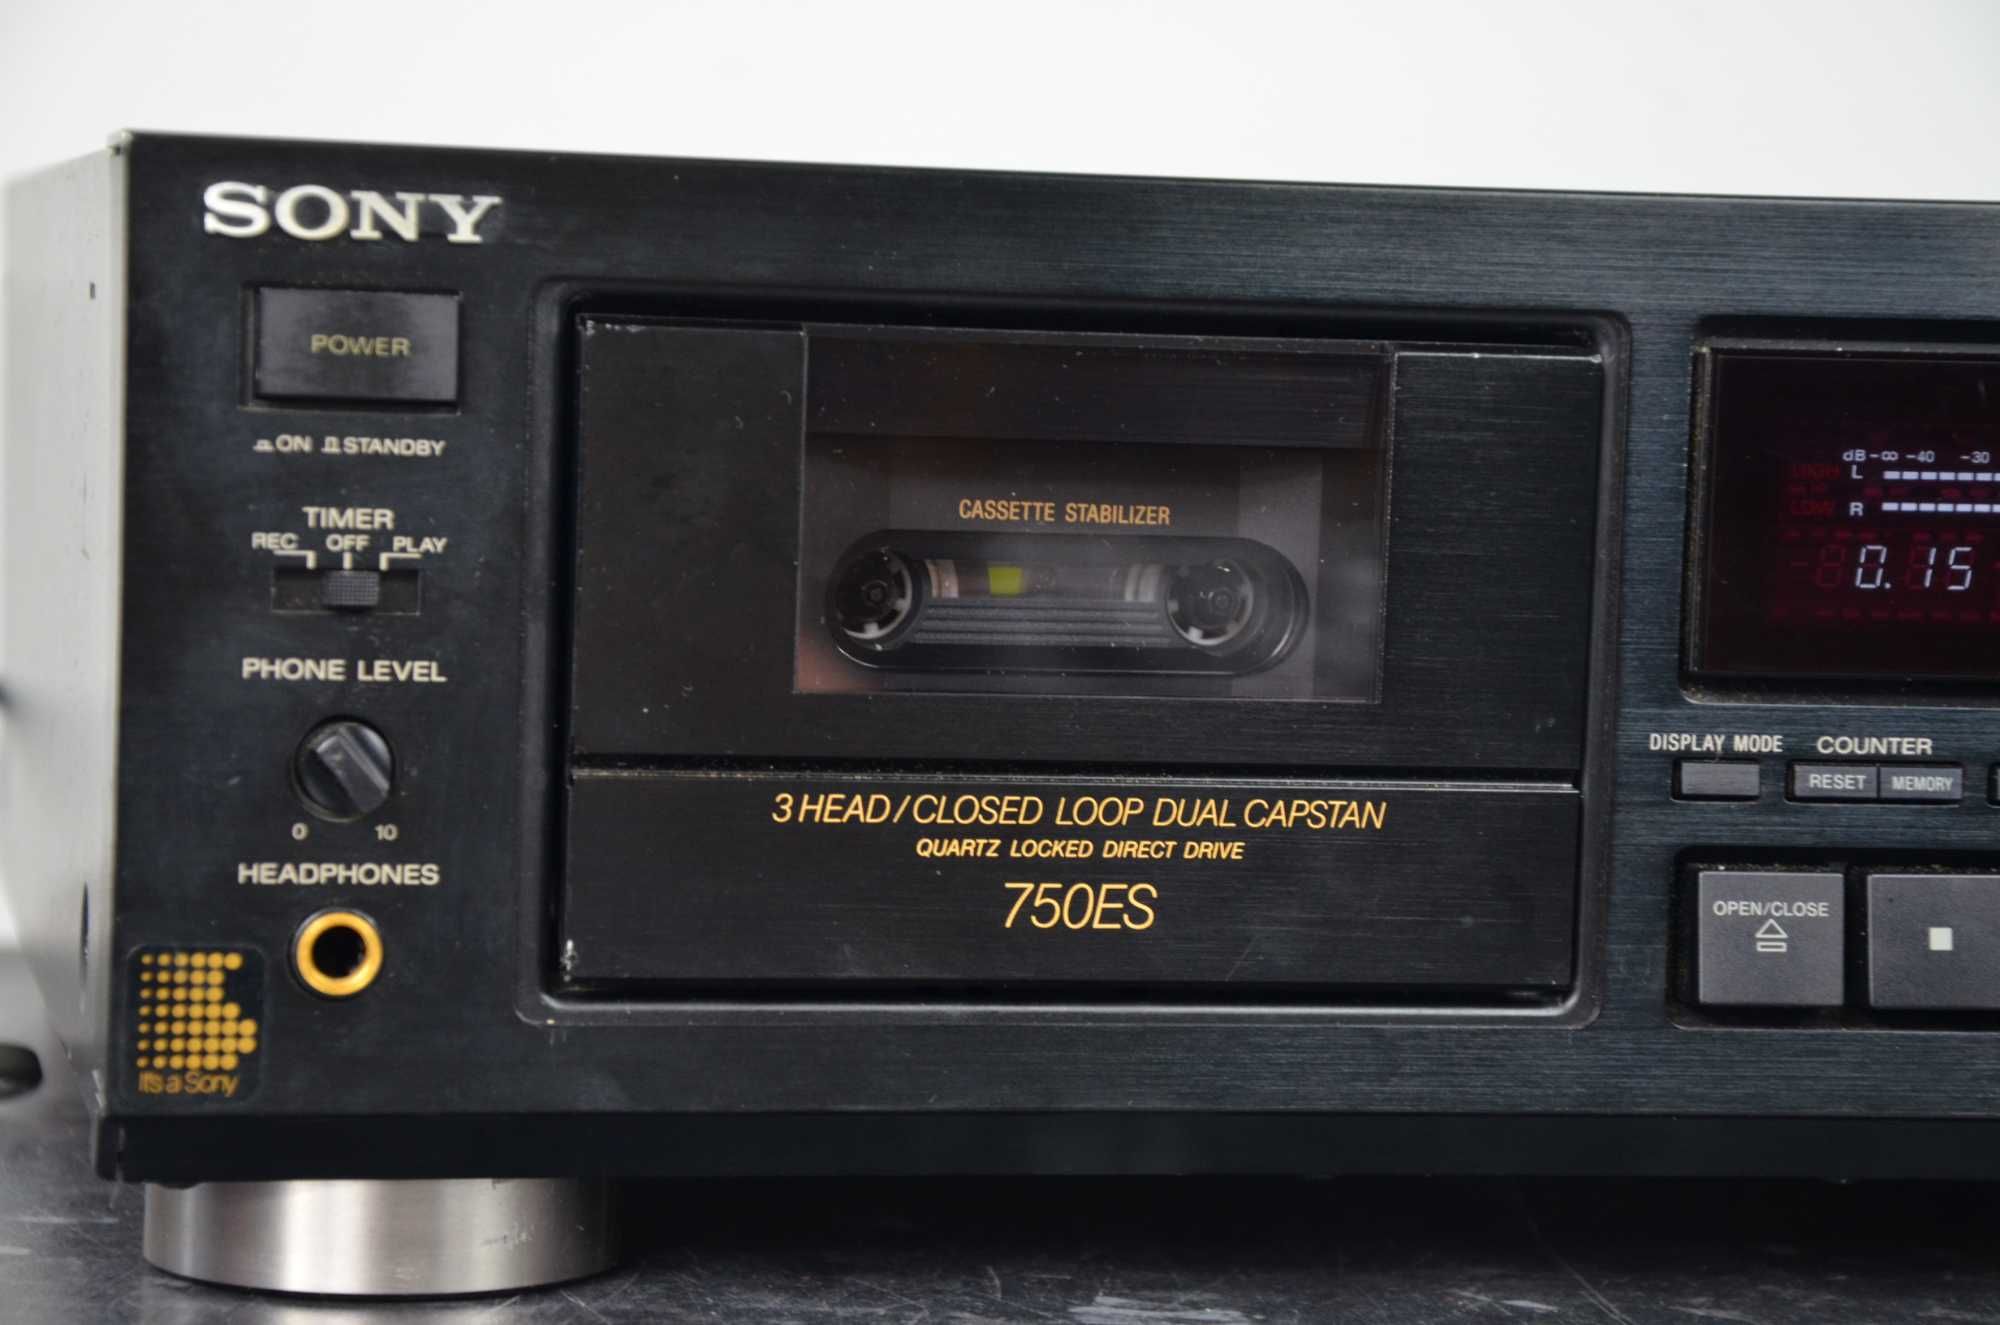 SONY
POWER
ON STANDBY
TIMER
REC OFF PLAY
PHONE LEVEL
0 10
HEADPHONES
It's a Sony
CASSETTE STABILIZER
3 HEAD/CLOSED LOOP DUAL CAPSTAN
QUARTZ LOCKED DIRECT DRIVE
750ES
dB -∞ -40 -30
HIGH L
LOW R
0.15
DISPLAY MODE COUNTER
RESET MEMORY
OPEN/CLOSE